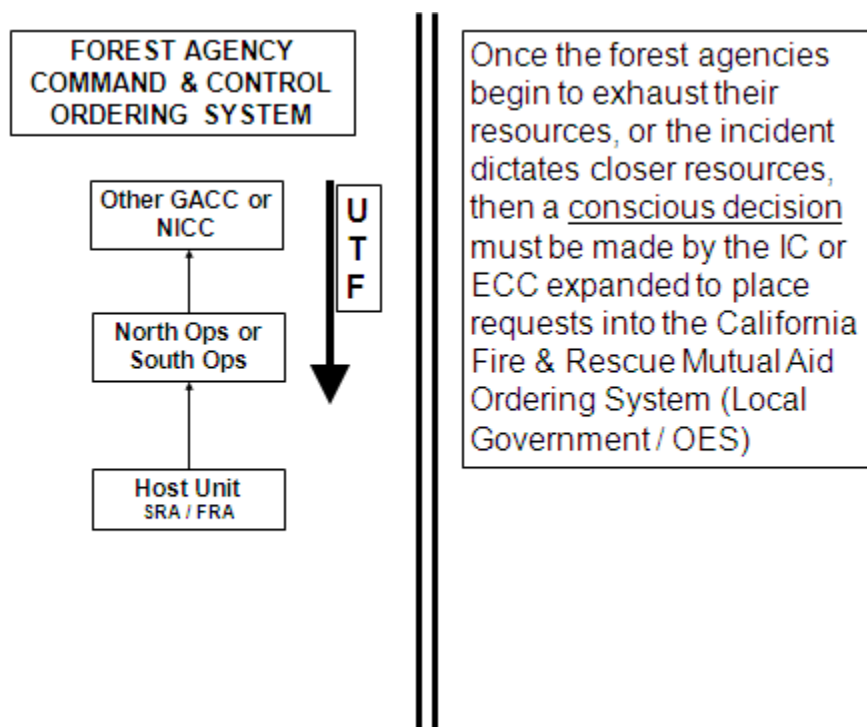 FOREST AGENCY
COMMAND & CONTROL
ORDERING SYSTEM
Other GACC or
NICC
U
T
F
North Ops or
South Ops
Host Unit
SRA / FRA
Once the forest agencies
begin to exhaust their
resources, or the incident
dictates closer resources,
then a conscious decision
must be made by the IC or
ECC expanded to place
requests into the California
Fire & Rescue Mutual Aid
Ordering System (Local
Government / OES)